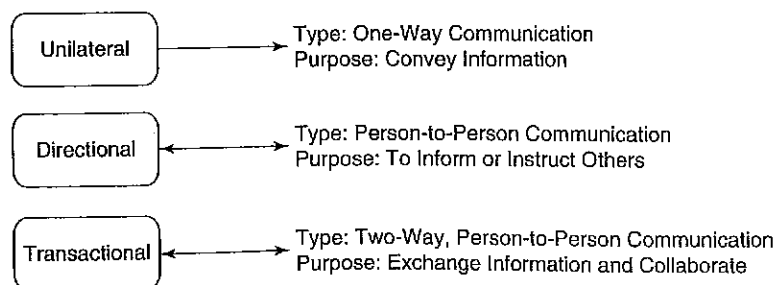 Unilateral
Type: One-Way Communication
Purpose: Convey Information
Directional
Type: Person-to-Person Communication
Purpose: To Inform or Instruct Others
Transactional
Type: Two-Way, Person-to-Person Communication
Purpose: Exchange Information and Collaborate